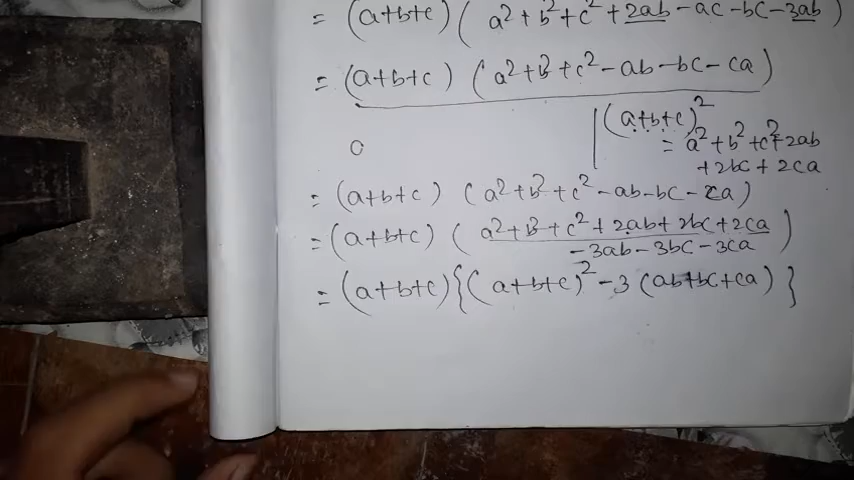 = (a+b+c) ( a² + b² + c² + 2ab - ac - bc - 3ab )
= (a+b+c) ( a² + b² + c² - ab - bc - ca )
(a+b+c)²
= a² + b² + c² + 2ab
+ 2bc + 2ca
= (a+b+c) ( a² + b² + c² - ab - bc - ca )
= (a+b+c) ( a² + b² + c² + 2ab + 2bc + 2ca
- 3ab - 3bc - 3ca )
= (a+b+c) { (a+b+c)² - 3 (ab+bc+ca) }